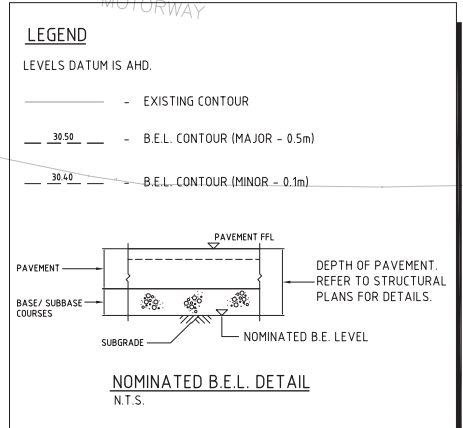 MOTORWAY
LEGEND
LEVELS DATUM IS AHD.
- EXISTING CONTOUR
30.50 - B.E.L. CONTOUR (MAJOR - 0.5m)
30.40 - B.E.L. CONTOUR (MINOR - 0.1m)
PAVEMENT FFL
PAVEMENT
DEPTH OF PAVEMENT.
REFER TO STRUCTURAL
PLANS FOR DETAILS.
BASE/ SUBBASE
COURSES
SUBGRADE
NOMINATED B.E. LEVEL
NOMINATED B.E.L. DETAIL
N.T.S.